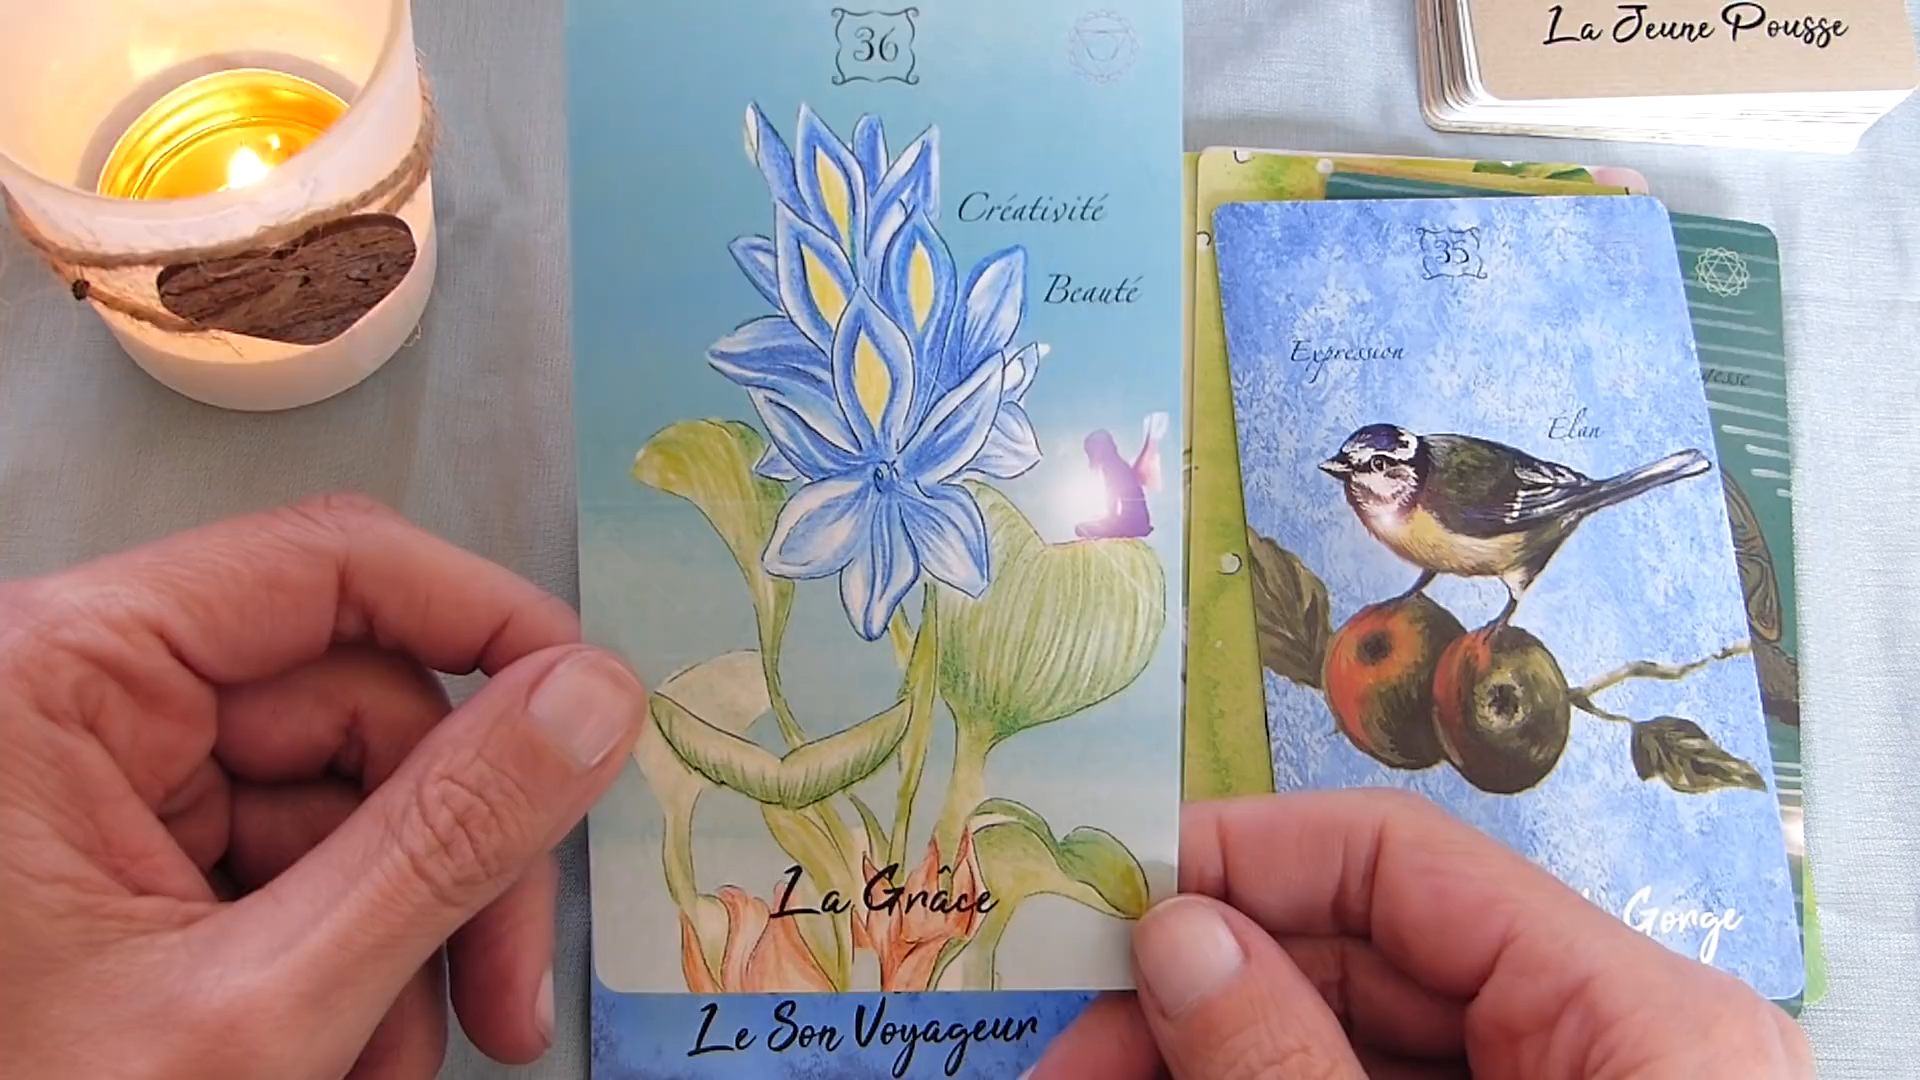 La Jeune Pousse
36
Créativité
Beauté
La Grâce
Le Son Voyageur
35
Expression
Élan
Gorge